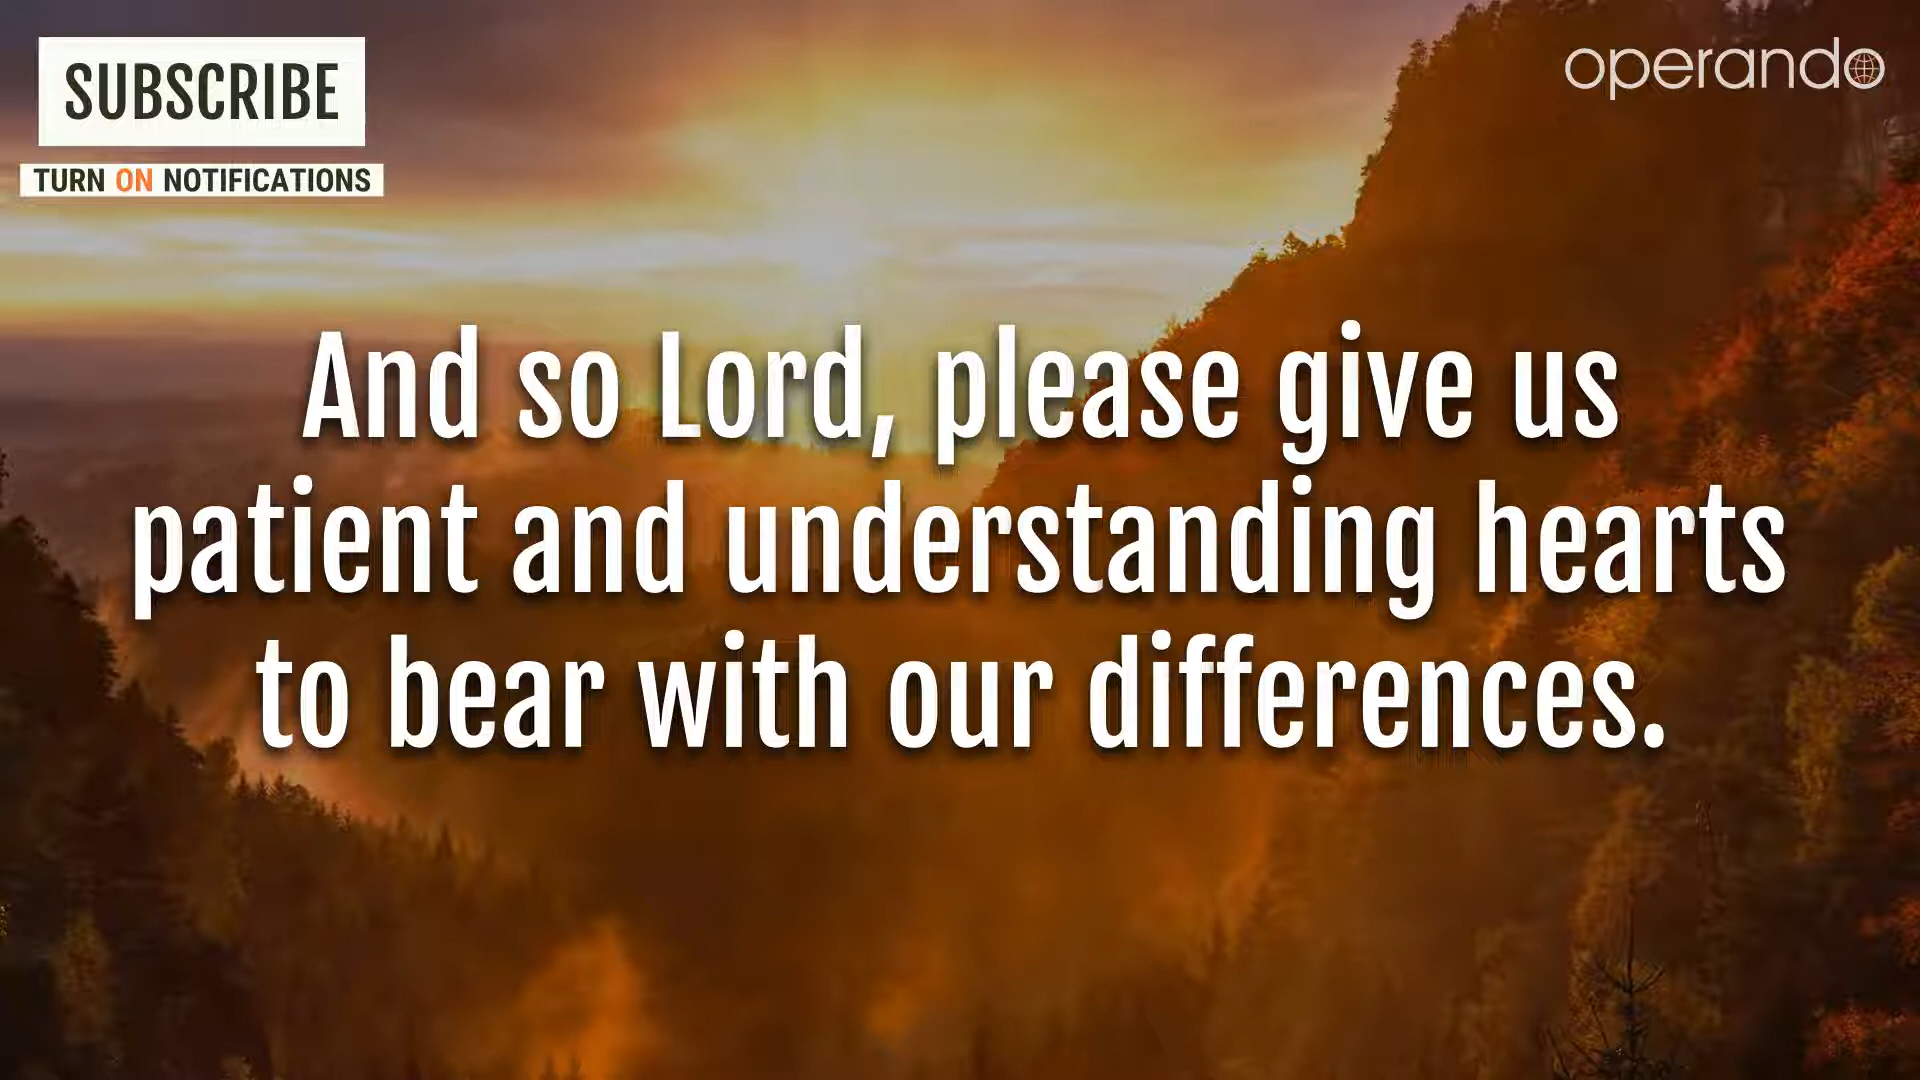 SUBSCRIBE
TURN ON NOTIFICATIONS
operando
And so Lord, please give us
patient and understanding hearts
to bear with our differences.